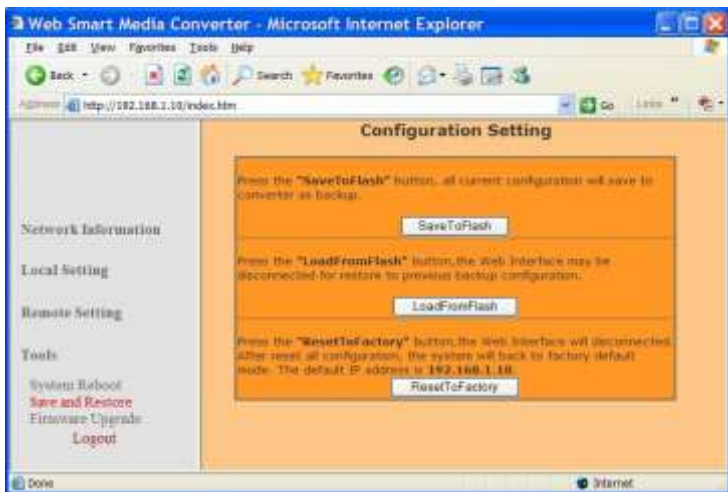 Web Smart Media Converter - Microsoft Internet Explorer
File Edit View Favorites Tools Help
Back Search Favorites
Address http://192.168.1.10/index.htm Go Links »
Configuration Setting
Press the "SaveToFlash" button, all current configuration will save to
converter as backup.
SaveToFlash
Press the "LoadFromFlash" button,the Web Interface may be
disconnected for restore to previous backup configuration.
LoadFromFlash
Press the "ResetToFactory" button,the Web Interface will disconnected.
After reset all configuration, the system will back to factory default
mode. The default IP address is 192.168.1.10.
ResetToFactory
Network Information
Local Setting
Remote Setting
Tools
System Reboot
Save and Restore
Firmware Upgrade
Logout
Done Internet